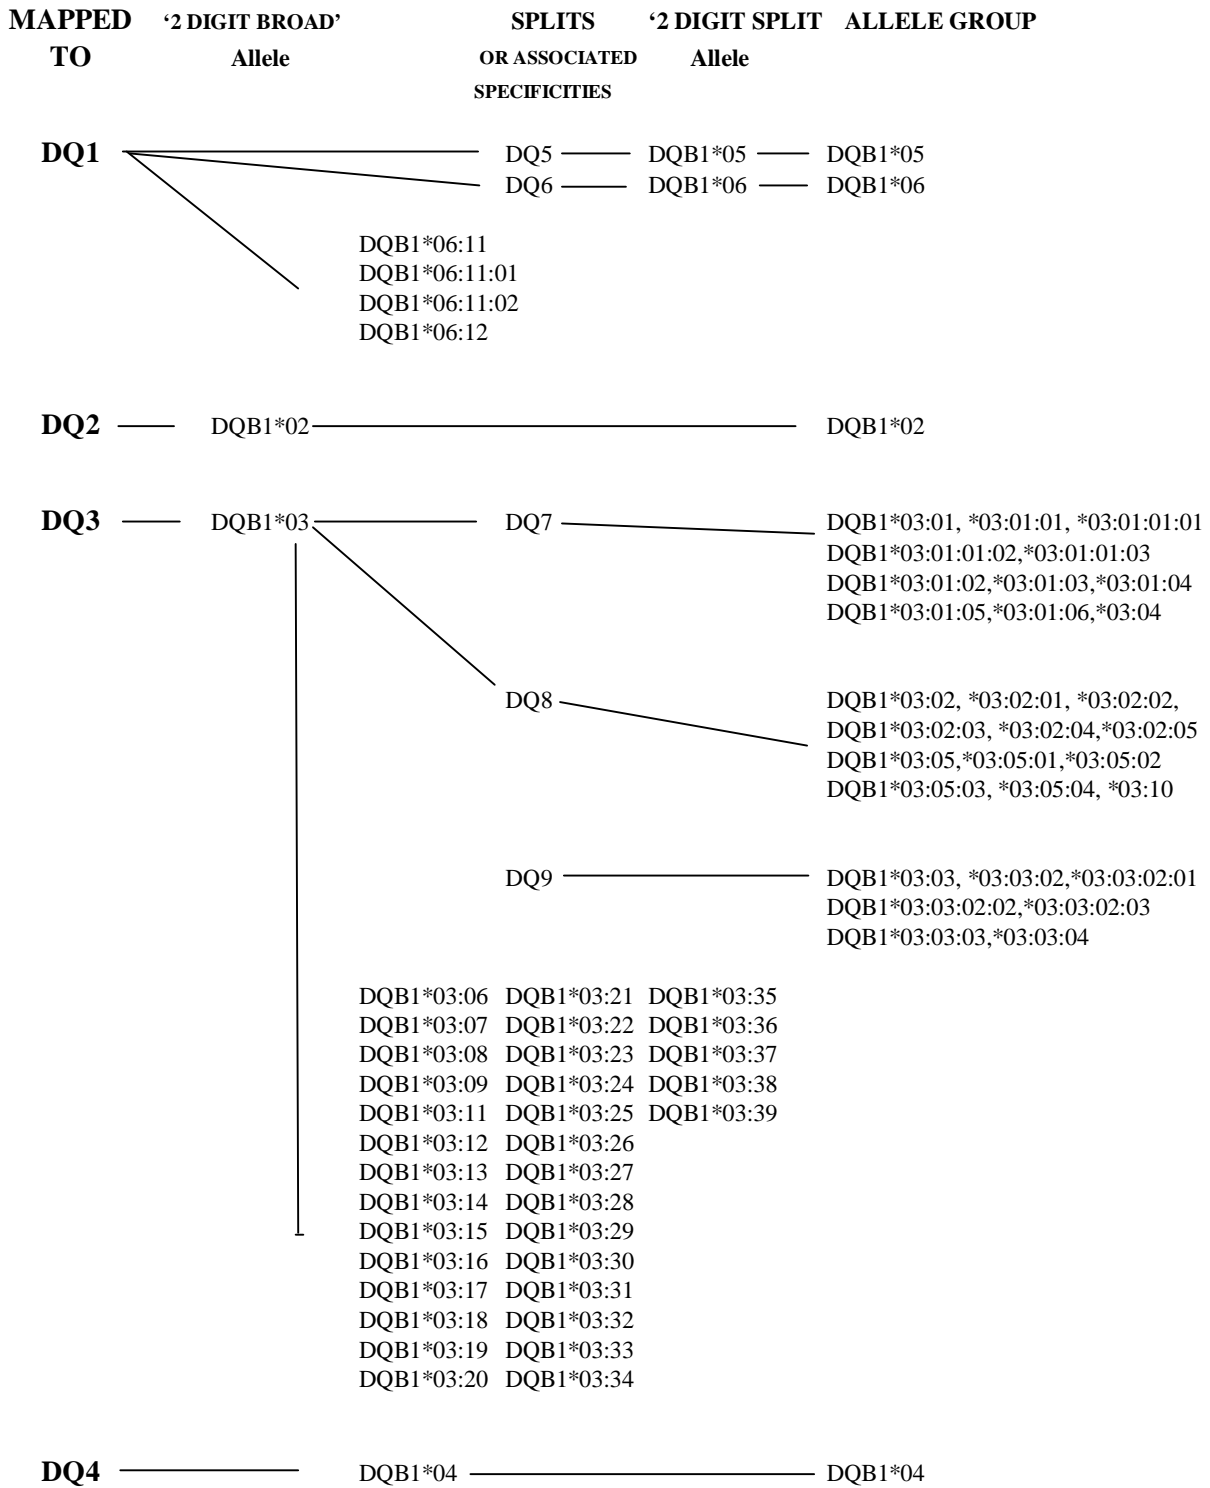 MAPPED ‘2 DIGIT BROAD’ SPLITS ‘2 DIGIT SPLIT ALLELE GROUP
TO Allele OR ASSOCIATED Allele
SPECIFICITIES
DQ1 DQ5 DQB1*05 DQB1*05
DQ6 DQB1*06 DQB1*06
DQB1*06:11
DQB1*06:11:01
DQB1*06:11:02
DQB1*06:12
DQ2 DQB1*02 DQB1*02
DQ3 DQB1*03 DQ7 DQB1*03:01, *03:01:01, *03:01:01:01
DQB1*03:01:01:02,*03:01:01:03
DQB1*03:01:02,*03:01:03,*03:01:04
DQB1*03:01:05,*03:01:06,*03:04
DQ8 DQB1*03:02, *03:02:01, *03:02:02,
DQB1*03:02:03, *03:02:04,*03:02:05
DQB1*03:05,*03:05:01,*03:05:02
DQB1*03:05:03, *03:05:04, *03:10
DQ9 DQB1*03:03, *03:03:02,*03:03:02:01
DQB1*03:03:02:02,*03:03:02:03
DQB1*03:03:03,*03:03:04
DQB1*03:06 DQB1*03:21 DQB1*03:35
DQB1*03:07 DQB1*03:22 DQB1*03:36
DQB1*03:08 DQB1*03:23 DQB1*03:37
DQB1*03:09 DQB1*03:24 DQB1*03:38
DQB1*03:11 DQB1*03:25 DQB1*03:39
DQB1*03:12 DQB1*03:26
DQB1*03:13 DQB1*03:27
DQB1*03:14 DQB1*03:28
DQB1*03:15 DQB1*03:29
DQB1*03:16 DQB1*03:30
DQB1*03:17 DQB1*03:31
DQB1*03:18 DQB1*03:32
DQB1*03:19 DQB1*03:33
DQB1*03:20 DQB1*03:34
DQ4 DQB1*04 DQB1*04